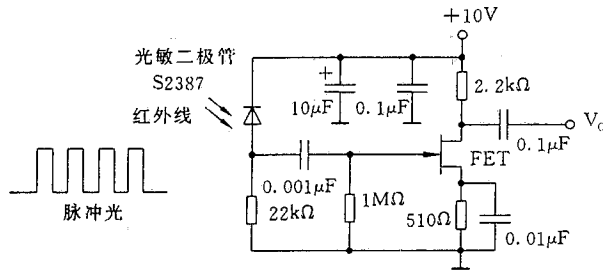 +10V
光敏二极管
S2387
红外线
10μF
0.1μF
2.2kΩ
0.1μF
FET
0.001μF
22kΩ
1MΩ
510Ω
0.01μF
脉冲光